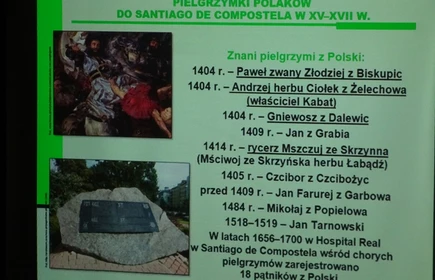 PIELGRZYMKI POLAKÓW
DO SANTIAGO DE COMPOSTELA W XV–XVII W.
Znani pielgrzymi z Polski:
1404 r. – Paweł zwany Złodziej z Biskupic
1404 r. – Andrzej herbu Ciołek z Żelechowa
(właściciel Kabat)
1404 r. – Gniewosz z Dalewic
1409 r. – Jan z Grabia
1414 r. – rycerz Mszczuj ze Skrzynna
(Mściwoj ze Skrzyńska herbu Łabądź)
1405 r. – Czcibor z Czcibożyc
przed 1409 r. – Jan Farurej z Garbowa
1484 r. – Mikołaj z Popielowa
1518–1519 – Jan Tarnowski
W latach 1656–1700 w Hospital Real
w Santiago de Compostela wśród chorych
pielgrzymów zarejestrowano
18 pątników z Polski